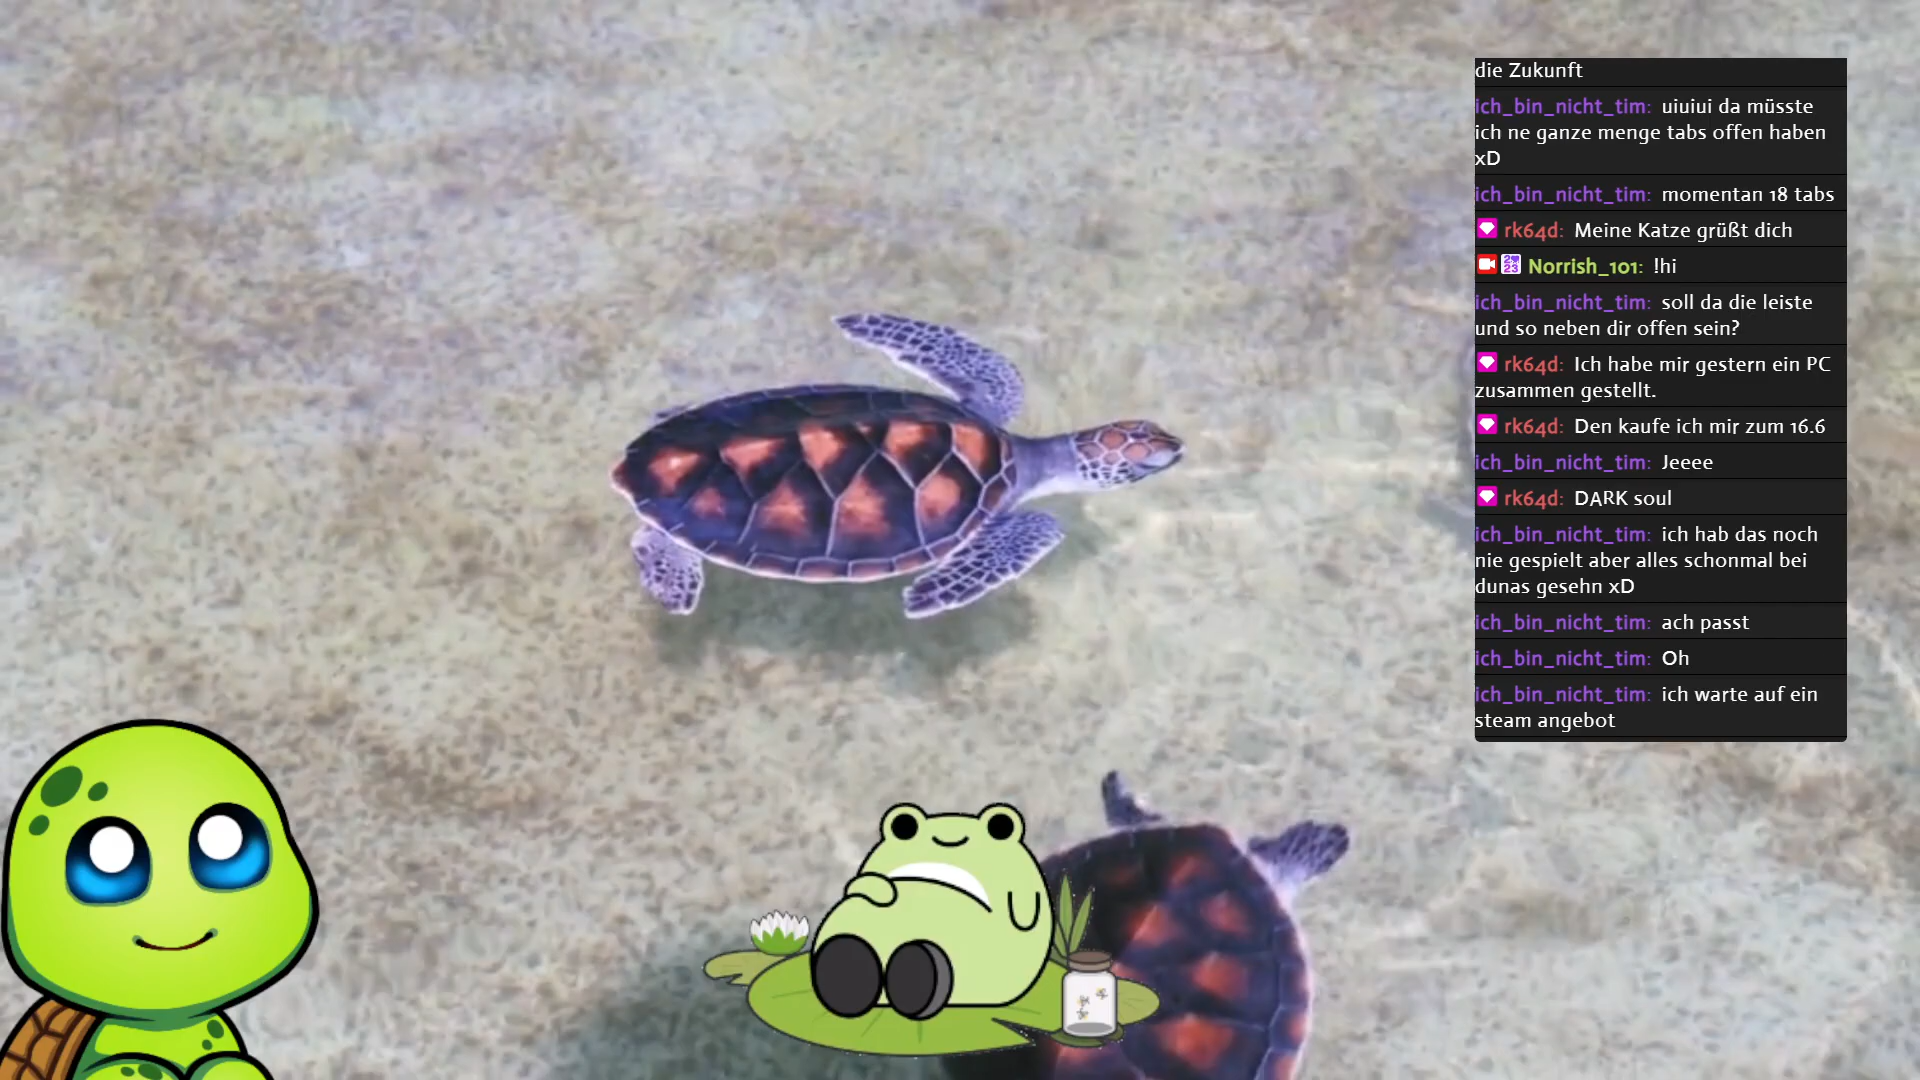 die Zukunft
ich_bin_nicht_tim: uiuiui da müsste
ich ne ganze menge tabs offen haben
xD
ich_bin_nicht_tim: momentan 18 tabs
rk64d: Meine Katze grüßt dich
2023 Norrish_101: !hi
ich_bin_nicht_tim: soll da die leiste
und so neben dir offen sein?
rk64d: Ich habe mir gestern ein PC
zusammen gestellt.
rk64d: Den kaufe ich mir zum 16.6
ich_bin_nicht_tim: Jeeee
rk64d: DARK soul
ich_bin_nicht_tim: ich hab das noch
nie gespielt aber alles schonmal bei
dunas gesehn xD
ich_bin_nicht_tim: ach passt
ich_bin_nicht_tim: Oh
ich_bin_nicht_tim: ich warte auf ein
steam angebot